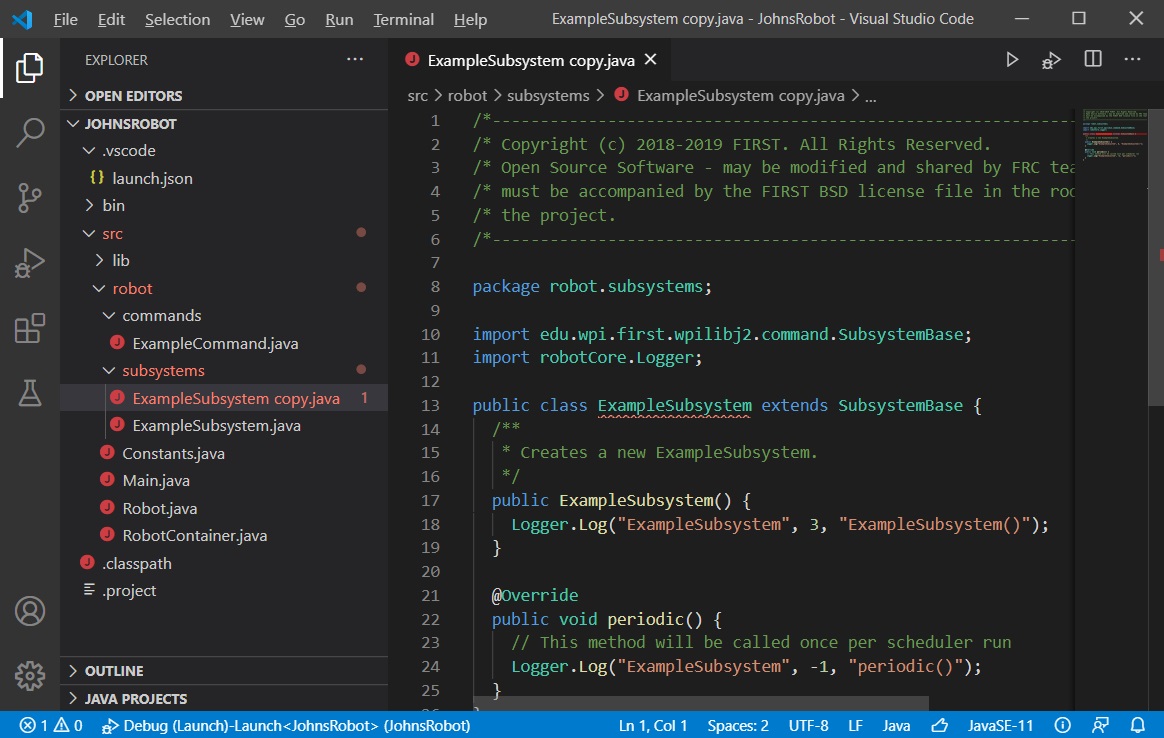 File Edit Selection View Go Run Terminal Help ExampleSubsystem copy.java - JohnsRobot - Visual Studio Code
EXPLORER
OPEN EDITORS
JOHNSROBOT
.vscode
{} launch.json
bin
src
lib
robot
commands
J ExampleCommand.java
subsystems
J ExampleSubsystem copy.java 1
J ExampleSubsystem.java
J Constants.java
J Main.java
J Robot.java
J RobotContainer.java
J .classpath
.project
OUTLINE
JAVA PROJECTS
J ExampleSubsystem copy.java
src > robot > subsystems > J ExampleSubsystem copy.java > ...
1 /*----------------------------------------------------------------
2 /* Copyright (c) 2018-2019 FIRST. All Rights Reserved.
3 /* Open Source Software - may be modified and shared by FRC tea
4 /* must be accompanied by the FIRST BSD license file in the roo
5 /* the project.
6 /*----------------------------------------------------------------
7
8 package robot.subsystems;
9
10 import edu.wpi.first.wpilibj2.command.SubsystemBase;
11 import robotCore.Logger;
12
13 public class ExampleSubsystem extends SubsystemBase {
14 /**
15 * Creates a new ExampleSubsystem.
16 */
17 public ExampleSubsystem() {
18 Logger.Log("ExampleSubsystem", 3, "ExampleSubsystem()");
19 }
20
21 @Override
22 public void periodic() {
23 // This method will be called once per scheduler run
24 Logger.Log("ExampleSubsystem", -1, "periodic()");
25 }
1 0 Debug (Launch)-Launch<JohnsRobot> (JohnsRobot) Ln 1, Col 1 Spaces: 2 UTF-8 LF Java JavaSE-11